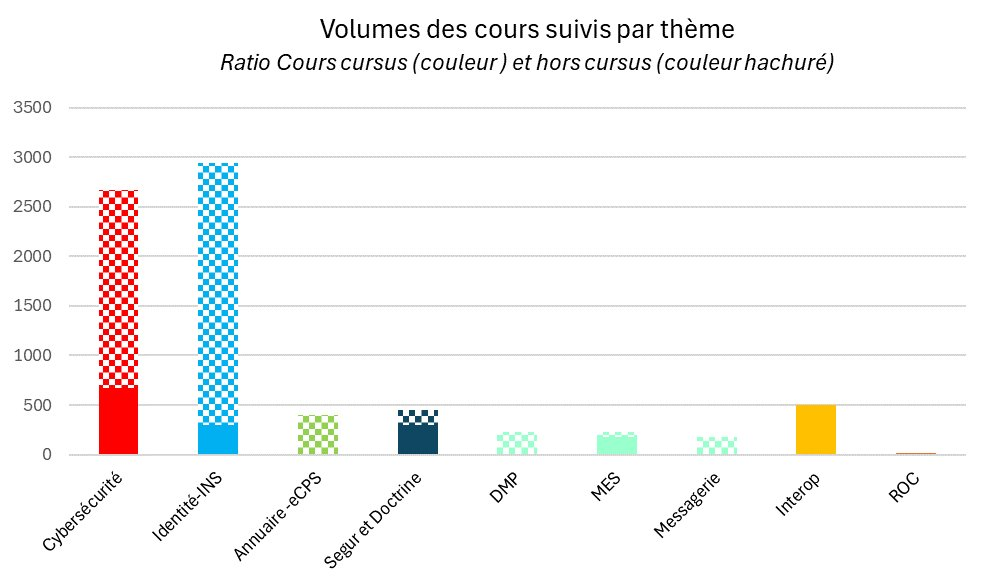 Volumes des cours suivis par thème
Ratio Cours cursus (couleur ) et hors cursus (couleur hachuré)
3500
3000
2500
2000
1500
1000
500
0
Cybersécurité
Identité-INS
Annuaire -eCPS
Segur et Doctrine
DMP
MES
Messagerie
Interop
ROC